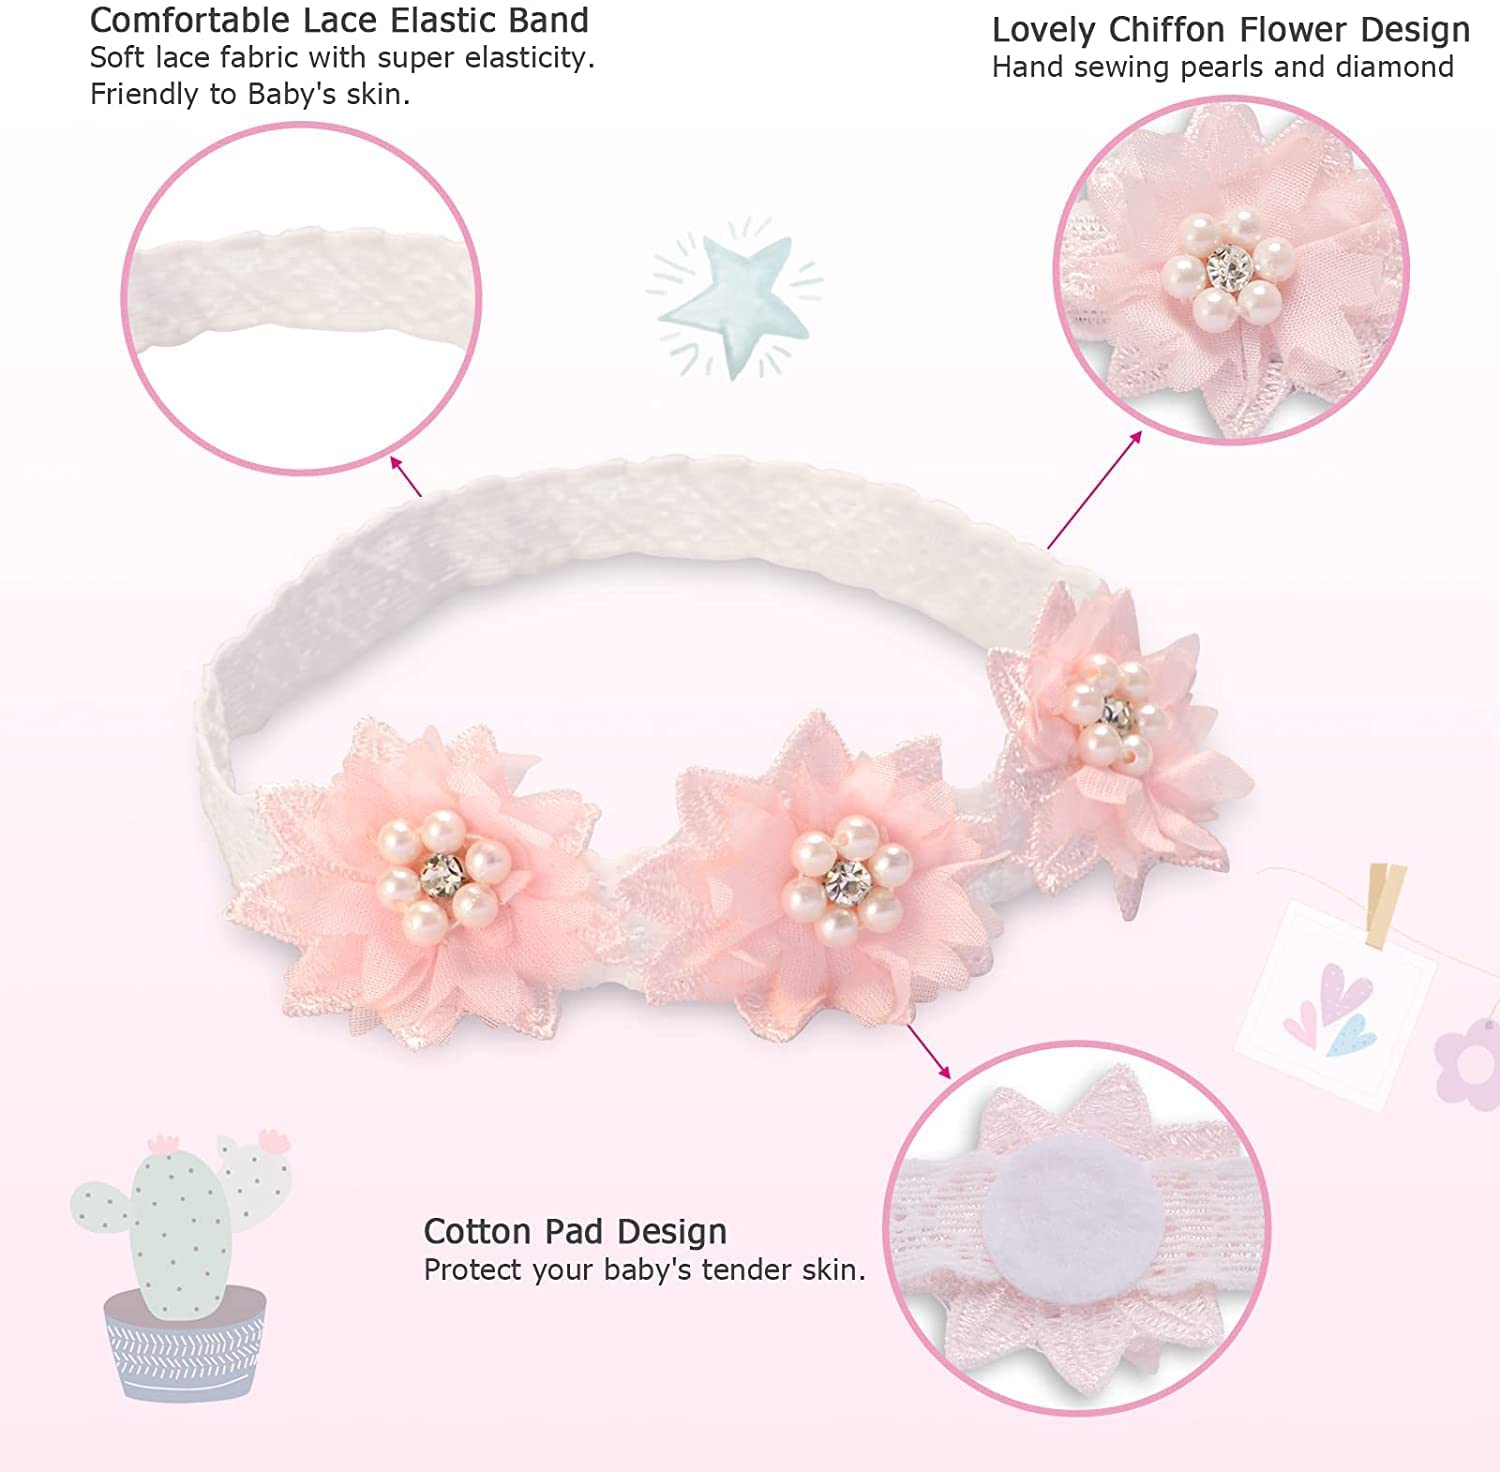 Comfortable Lace Elastic Band
Soft lace fabric with super elasticity.
Friendly to Baby's skin.
Lovely Chiffon Flower Design
Hand sewing pearls and diamond
Cotton Pad Design
Protect your baby's tender skin.